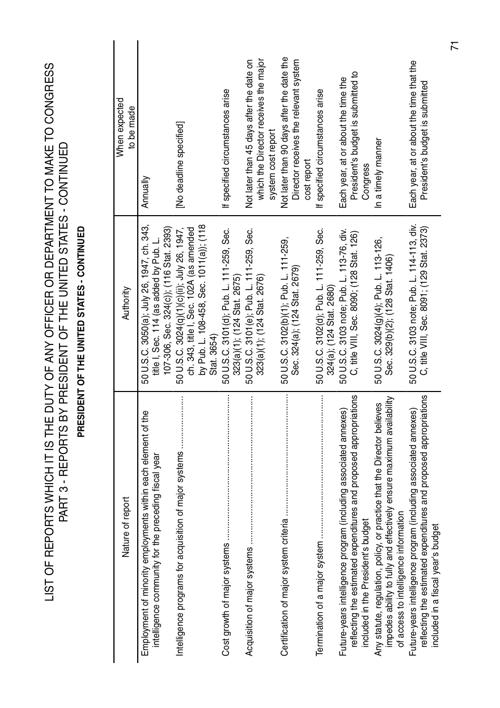 LIST OF REPORTS WHICH IT IS THE DUTY OF ANY OFFICER OR DEPARTMENT TO MAKE TO CONGRESS
PART 3 - REPORTS BY PRESIDENT OF THE UNITED STATES - CONTINUED
PRESIDENT OF THE UNITED STATES - CONTINUED
Nature of report
Authority
When expected
to be made
Employment of minority employments within each element of the
intelligence community for the preceding fiscal year
50 U.S.C. 3050(a); July 26, 1947, ch. 343,
title I, Sec. 114 (as added by Pub. L.
107-306, Sec. 324(c)); (116 Stat. 2393)
Annually
Intelligence programs for acquisition of major systems
50 U.S.C. 3024(q)(1)(c)(ii); July 26, 1947,
ch. 343, title I, Sec. 102A (as amended
by Pub. L. 108-458, Sec. 1011(a)); (118
Stat. 3654)
[No deadline specified]
Cost growth of major systems
50 U.S.C. 3101(d); Pub. L. 111-259, Sec.
323(a)(1); (124 Stat. 2675)
If specified circumstances arise
Acquisition of major systems
50 U.S.C. 3101(e); Pub. L. 111-259, Sec.
323(a)(1); (124 Stat. 2676)
Not later than 45 days after the date on
which the Director receives the major
system cost report
Certification of major system criteria
50 U.S.C. 3102(b)(1); Pub. L. 111-259,
Sec. 324(a); (124 Stat. 2679)
Not later than 90 days after the date the
Director receives the relevant system
cost report
Termination of a major system
50 U.S.C. 3102(d); Pub. L. 111-259, Sec.
324(a); (124 Stat. 2680)
If specified circumstances arise
Future-years intelligence program (including associated annexes)
reflecting the estimated expenditures and proposed appropriations
included in the President's budget
50 U.S.C. 3103 note; Pub. L. 113-76, div.
C, title VIII, Sec. 8090; (128 Stat. 126)
Each year, at or about the time the
President's budget is submitted to
Congress
Any statute, regulation, policy, or practice that the Director believes
impedes ability to fully and effectively ensure maximum availability
of access to intelligence information
50 U.S.C. 3024(g)(4); Pub. L. 113-126,
Sec. 329(b)(2); (128 Stat. 1406)
In a timely manner
Future-years intelligence program (including associated annexes)
reflecting the estimated expenditures and proposed appropriations
included in a fiscal year's budget
50 U.S.C. 3103 note; Pub. L. 114-113, div.
C, title VIII, Sec. 8091; (129 Stat. 2373)
Each year, at or about the time that the
President's budget is submitted
71